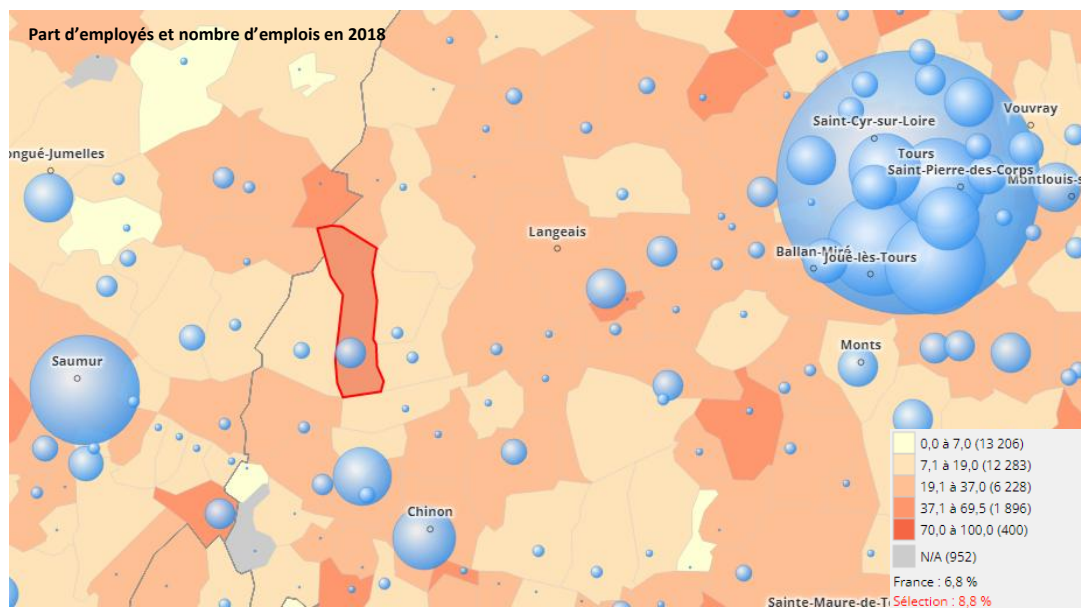 Part d’employés et nombre d’emplois en 2018
Vouvray
Saint-Cyr-sur-Loire
ongué-Jumelles
Tours
Saint-Pierre-des-Corps
Montlouis-s
Langeais
Ballan-Miré
Joué-lès-Tours
Saumur
Monts
Chinon
Sainte-Maure-de-T
0,0 à 7,0 (13 206)
7,1 à 19,0 (12 283)
19,1 à 37,0 (6 228)
37,1 à 69,5 (1 896)
70,0 à 100,0 (400)
N/A (952)
France : 6,8 %
Sélection : 8,8 %